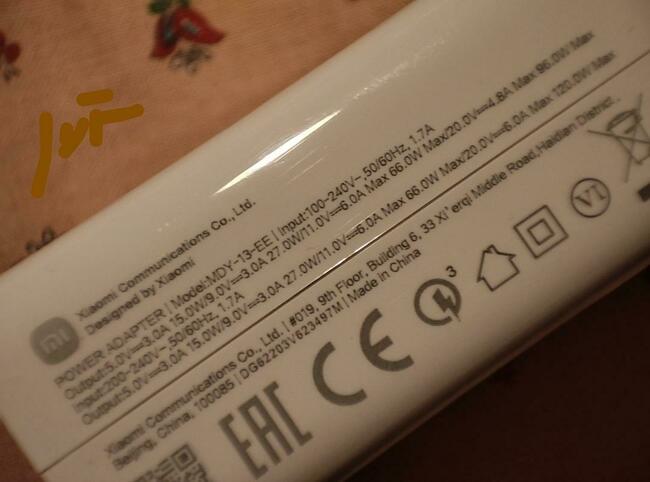 mi
Xiaomi Communications Co., Ltd.
Designed by Xiaomi
POWER ADAPTER | Model:MDY-13-EE | Input:100-240V~ 50/60Hz, 1.7A
Output:5.0V⎓3.0A 15.0W/9.0V⎓3.0A 27.0W/11.0V⎓6.0A Max 66.0W Max/20.0V⎓4.8A Max 96.0W Max
Input:200-240V~ 50/60Hz, 1.7A
Output:5.0V⎓3.0A 15.0W/9.0V⎓3.0A 27.0W/11.0V⎓6.0A Max 66.0W Max/20.0V⎓6.0A Max 120.0W Max
Xiaomi Communications Co., Ltd. | #019, 9th Floor, Building 6, 33 Xi'erqi Middle Road, Haidian District,
Beijing, China, 100085 | DG62203V623497M | Made in China
EAC CE 3 VI